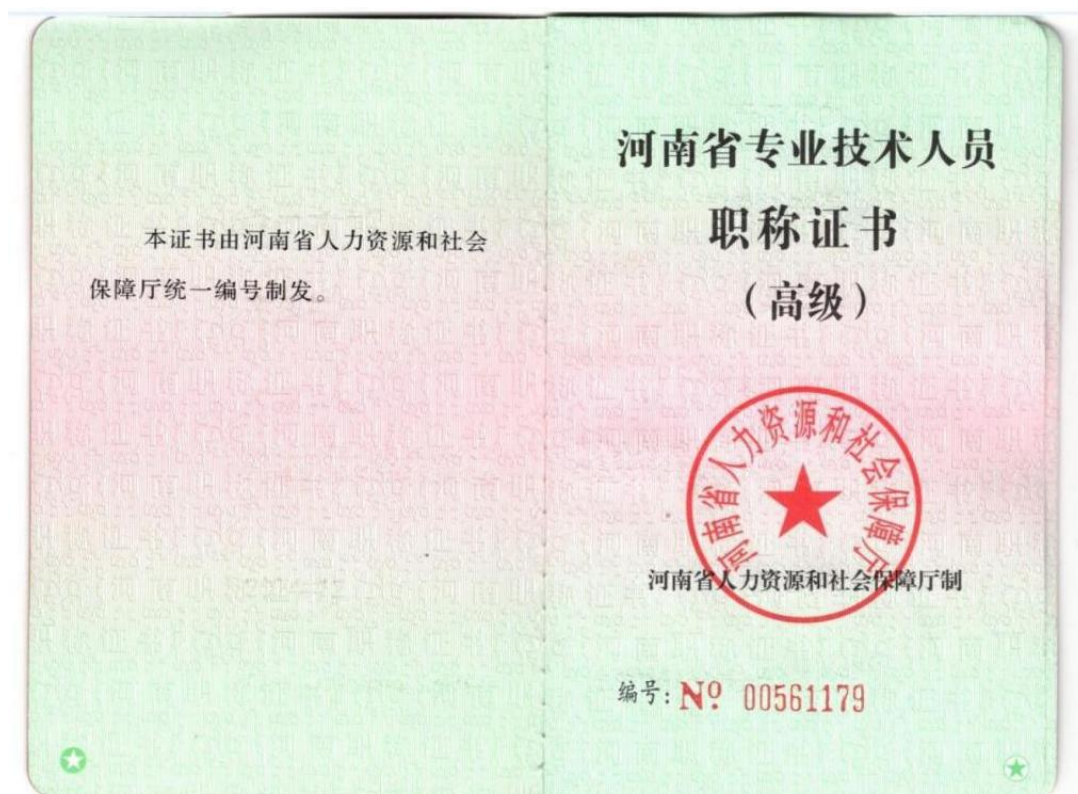 本证书由河南省人力资源和社会
保障厅统一编号制发。
河南省专业技术人员
职称证书
（高级）
河南省人力资源和社会保障厅
河南省人力资源和社会保障厅制
编号: Nº 00561179